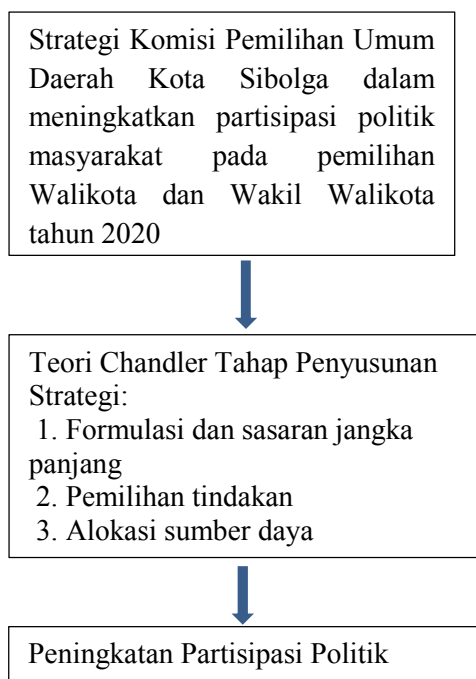 Strategi Komisi Pemilihan Umum
Daerah Kota Sibolga dalam
meningkatkan partisipasi politik
masyarakat pada pemilihan
Walikota dan Wakil Walikota
tahun 2020
Teori Chandler Tahap Penyusunan
Strategi:
1. Formulasi dan sasaran jangka
panjang
2. Pemilihan tindakan
3. Alokasi sumber daya
Peningkatan Partisipasi Politik